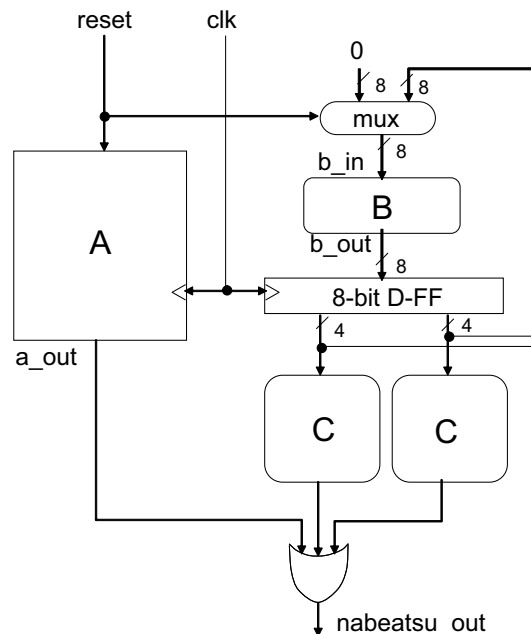 reset clk
0
8 8
mux
b_in 8
B
A
b_out
8
8-bit D-FF
4 4
a_out
C C
nabeatsu_out